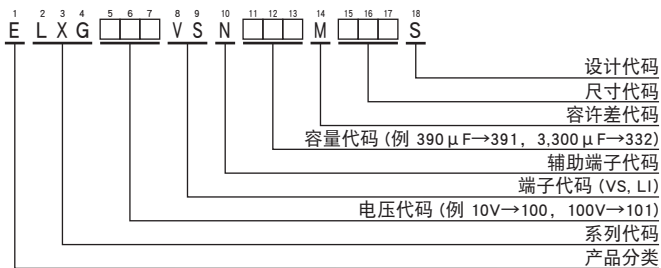 1 2 3 4 5 6 7 8 9 10 11 12 13 14 15 16 17 18
E L X G □□□ V S N □□□ M □□□ S
设计代码
尺寸代码
容许差代码
容量代码 (例 390μF→391, 3,300μF→332)
辅助端子代码
端子代码 (VS, LI)
电压代码 (例 10V→100, 100V→101)
系列代码
产品分类